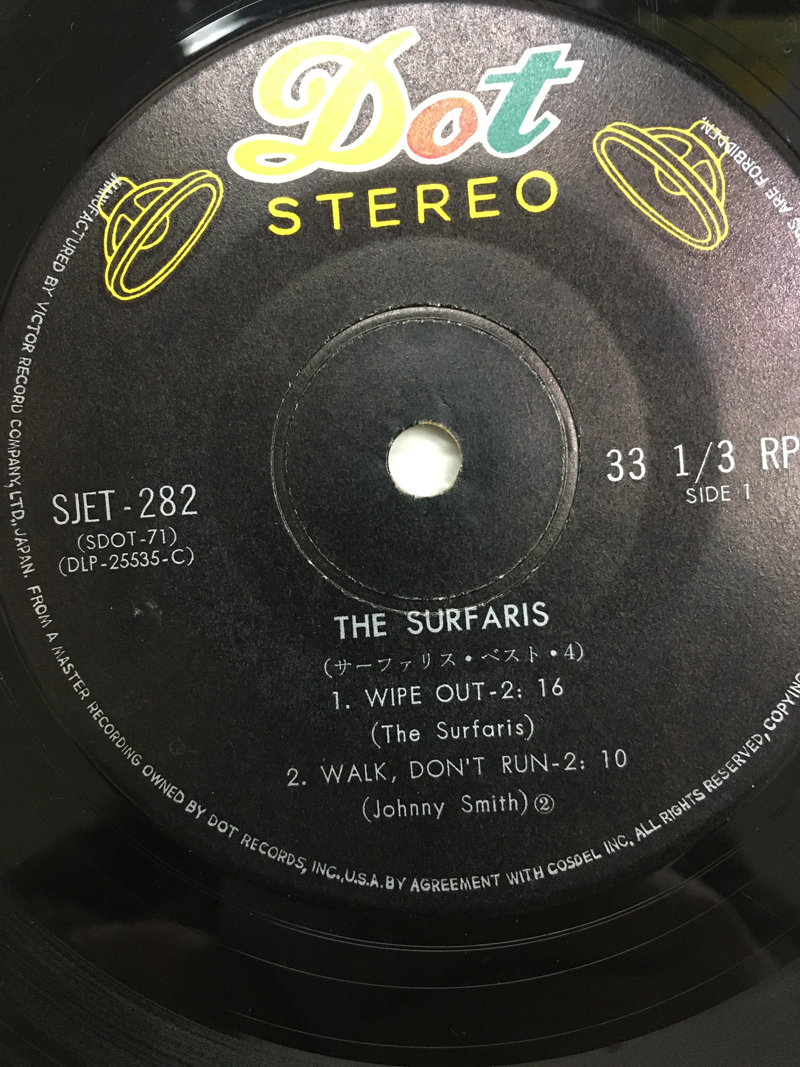 Dot
STEREO
33 1/3 RP
SIDE 1
SJET-282
(SDOT-71)
(DLP-25535-C)
THE SURFARIS
(サーファリス・ベスト・4)
1. WIPE OUT-2: 16
(The Surfaris)
2. WALK, DON'T RUN-2: 10
(Johnny Smith)②
MANUFACTURED BY VICTOR RECORD COMPANY, LTD., JAPAN. FROM A MASTER RECORDING OWNED BY DOT RECORDS, INC., U.S.A. BY AGREEMENT WITH COSDEL INC. ALL RIGHTS RESERVED, COPYING
ARE FORBIDDEN.